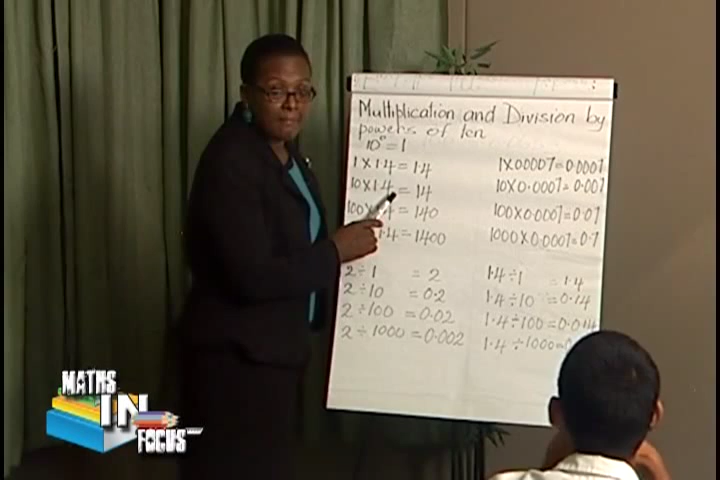 Multiplication and Division by
powers of ten
10⁰ = 1
1 × 1·4 = 1·4
10 × 1·4 = 14
100 × ·4 = 140
·4 = 1400
1 × 0·0007 = 0·0007
10 × 0·0007 = 0·007
100 × 0·0007 = 0·07
1000 × 0·0007 = 0·7
2 ÷ 1 = 2
2 ÷ 10 = 0·2
2 ÷ 100 = 0·02
2 ÷ 1000 = 0·002
1·4 ÷ 1 = 1·4
1·4 ÷ 10 = 0·14
1·4 ÷ 100 = 0·014
1·4 ÷ 1000 =
MATHS
IN
FOCUS